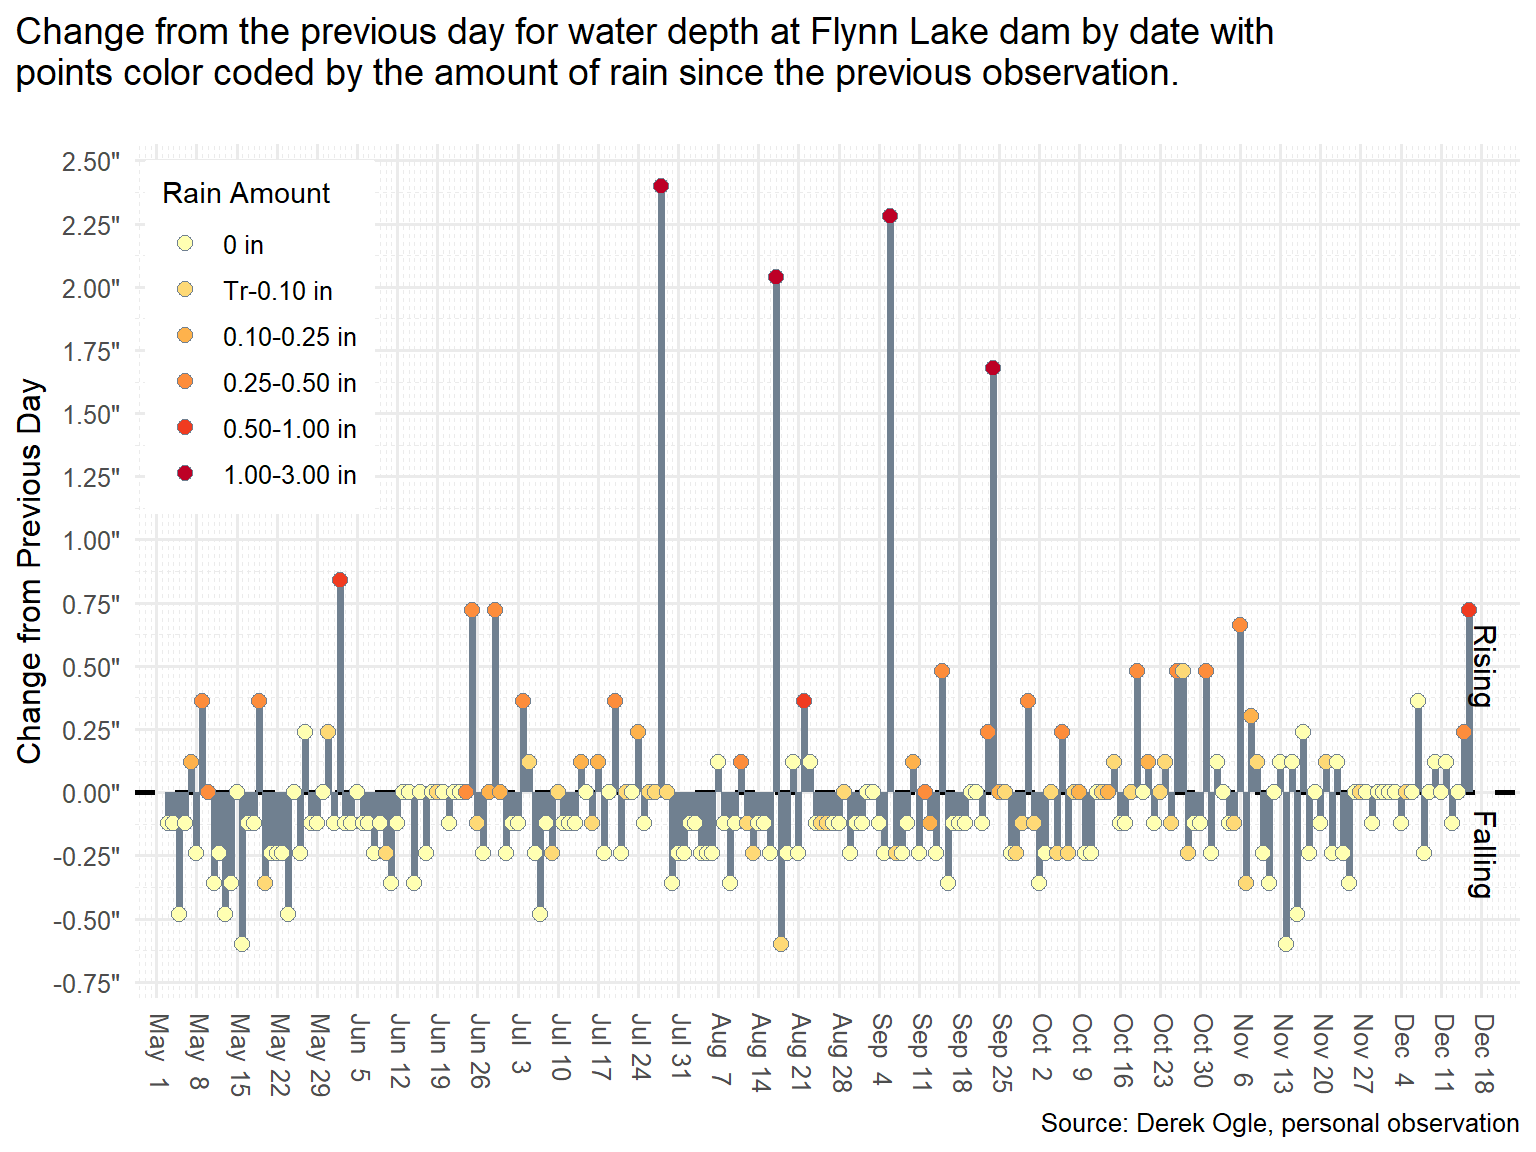 Change from the previous day for water depth at Flynn Lake dam by date with
points color coded by the amount of rain since the previous observation.
Change from Previous Day
2.50"
2.25"
2.00"
1.75"
1.50"
1.25"
1.00"
0.75"
0.50"
0.25"
0.00"
-0.25"
-0.50"
-0.75"
Rain Amount
0 in
Tr-0.10 in
0.10-0.25 in
0.25-0.50 in
0.50-1.00 in
1.00-3.00 in
Rising
Falling
May 1
May 8
May 15
May 22
May 29
Jun 5
Jun 12
Jun 19
Jun 26
Jul 3
Jul 10
Jul 17
Jul 24
Jul 31
Aug 7
Aug 14
Aug 21
Aug 28
Sep 4
Sep 11
Sep 18
Sep 25
Oct 2
Oct 9
Oct 16
Oct 23
Oct 30
Nov 6
Nov 13
Nov 20
Nov 27
Dec 4
Dec 11
Dec 18
Source: Derek Ogle, personal observation